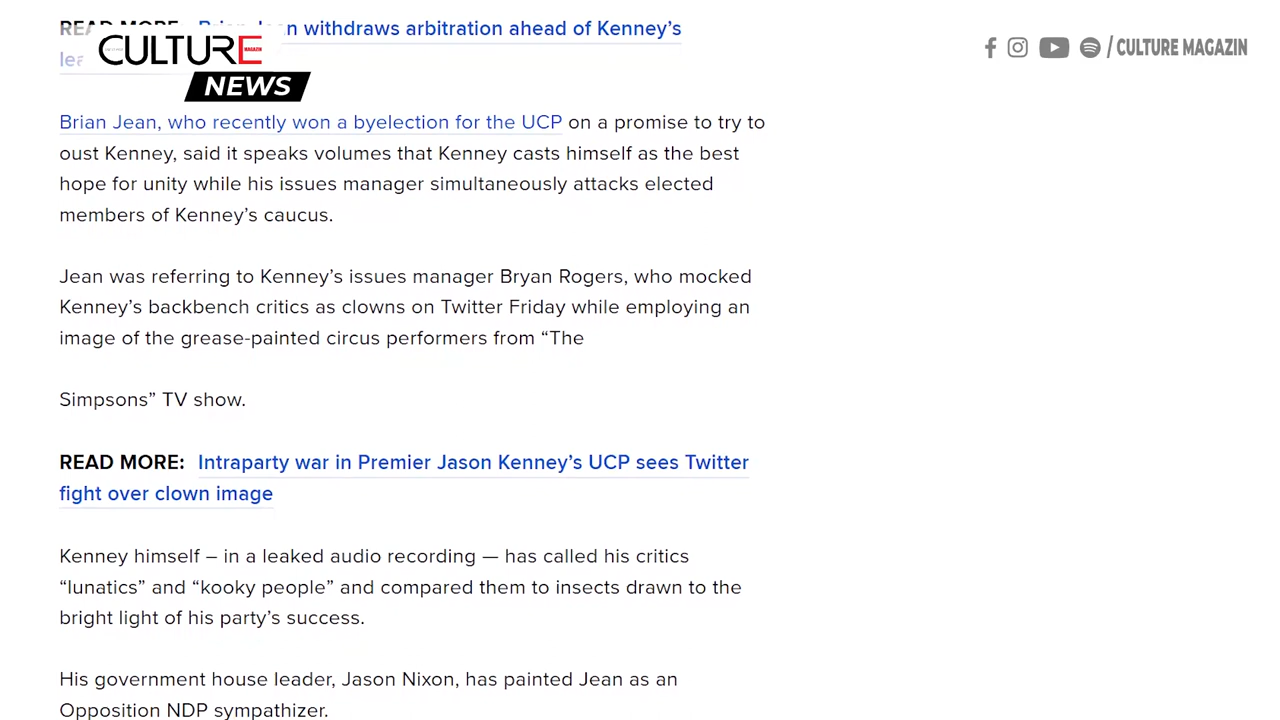 n withdraws arbitration ahead of Kenney’s
CULTURE
MAGAZIN
NEWS
/ CULTURE MAGAZIN
Brian Jean, who recently won a byelection for the UCP on a promise to try to
oust Kenney, said it speaks volumes that Kenney casts himself as the best
hope for unity while his issues manager simultaneously attacks elected
members of Kenney’s caucus.
Jean was referring to Kenney’s issues manager Bryan Rogers, who mocked
Kenney’s backbench critics as clowns on Twitter Friday while employing an
image of the grease-painted circus performers from “The
Simpsons” TV show.
READ MORE: Intraparty war in Premier Jason Kenney’s UCP sees Twitter
fight over clown image
Kenney himself – in a leaked audio recording — has called his critics
“lunatics” and “kooky people” and compared them to insects drawn to the
bright light of his party’s success.
His government house leader, Jason Nixon, has painted Jean as an
Opposition NDP sympathizer.